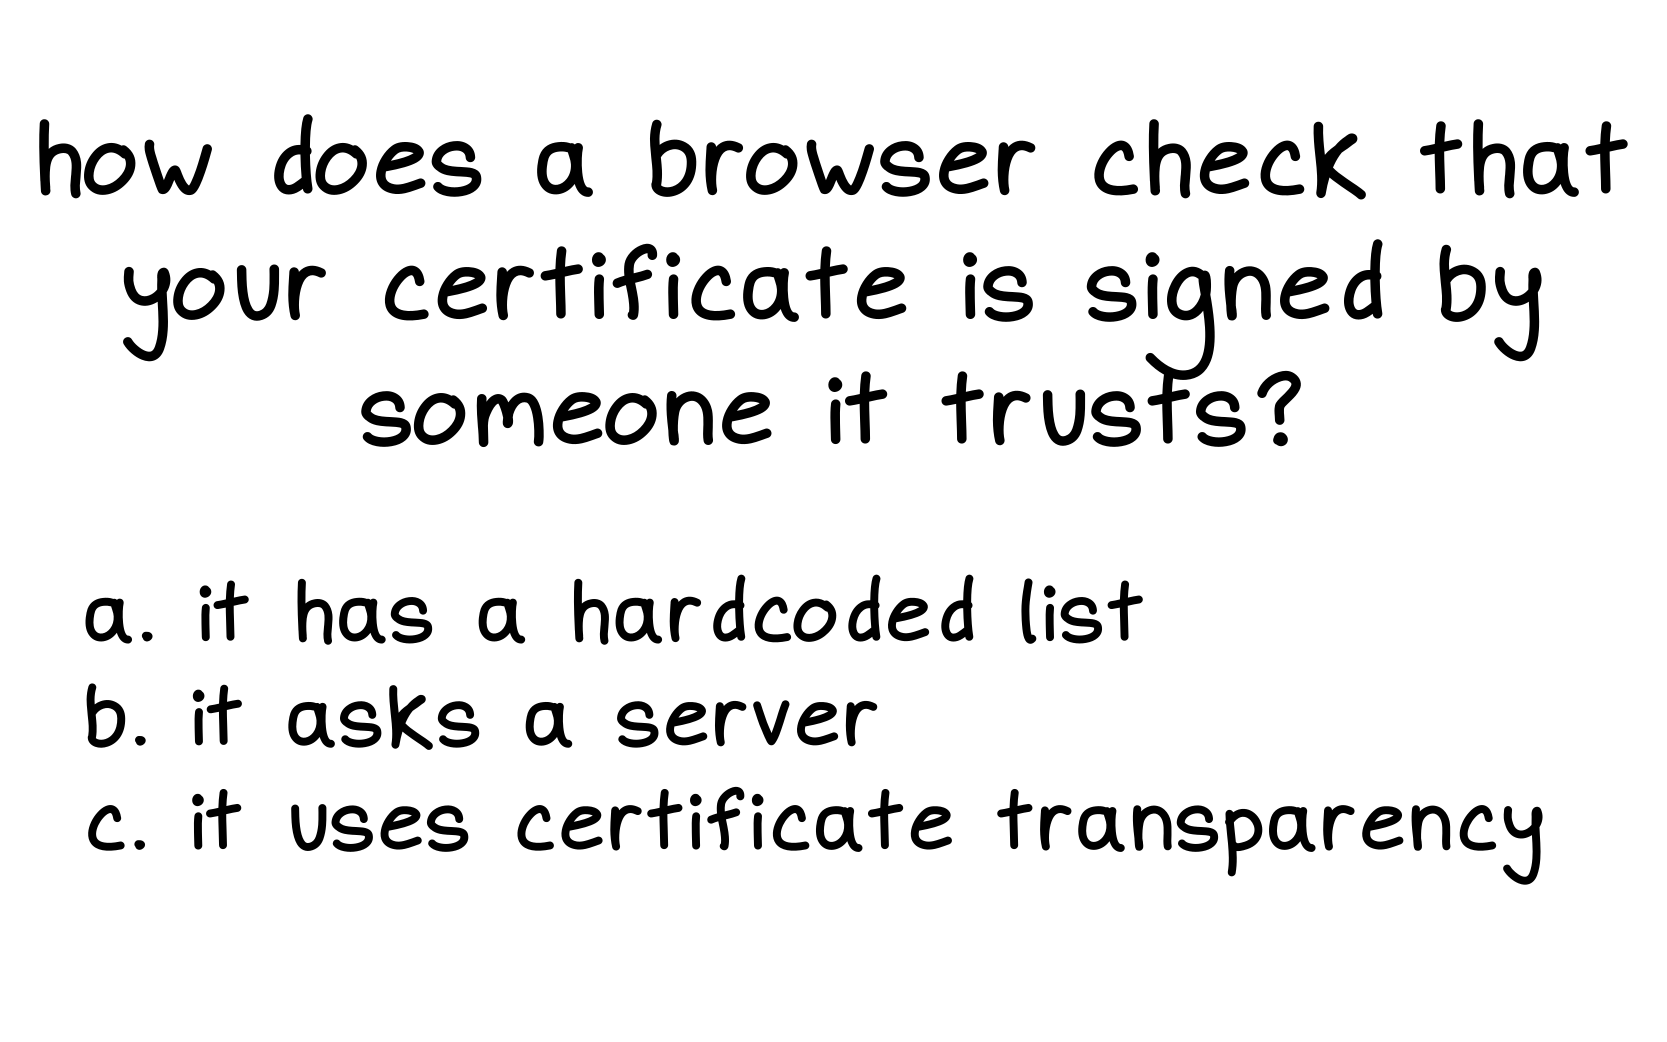 how does a browser check that
your certificate is signed by
someone it trusts?
a. it has a hardcoded list
b. it asks a server
c. it uses certificate transparency